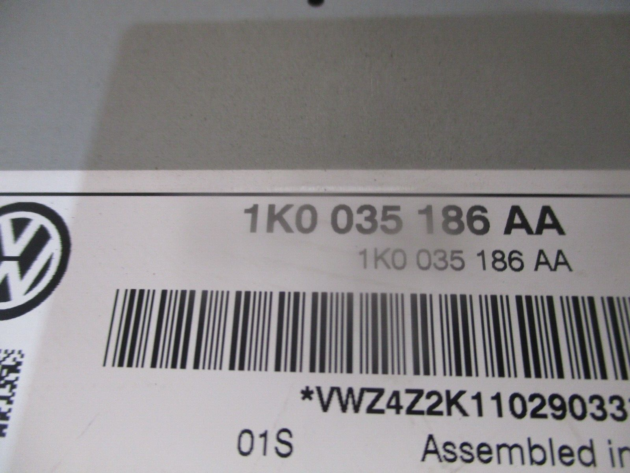 1K0 035 186 AA
1K0 035 186 AA
*VWZ4Z2K11029033
01S
Assembled in